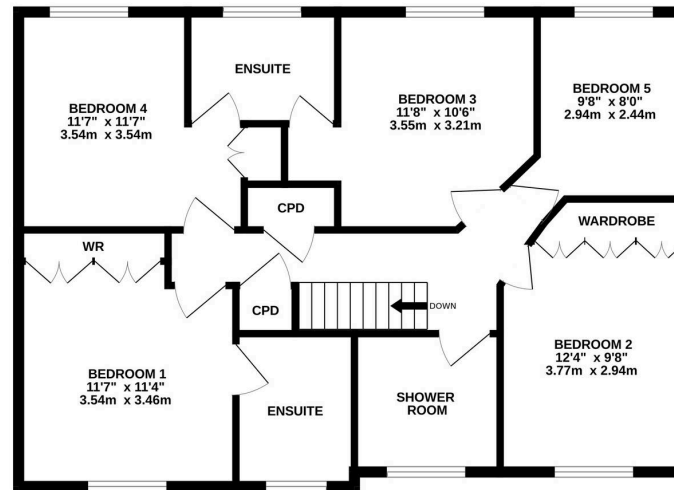 BEDROOM 4
11'7" x 11'7"
3.54m x 3.54m
ENSUITE
BEDROOM 3
11'8" x 10'6"
3.55m x 3.21m
BEDROOM 5
9'8" x 8'0"
2.94m x 2.44m
CPD
WARDROBE
WR
CPD
DOWN
BEDROOM 1
11'7" x 11'4"
3.54m x 3.46m
ENSUITE
SHOWER
ROOM
BEDROOM 2
12'4" x 9'8"
3.77m x 2.94m